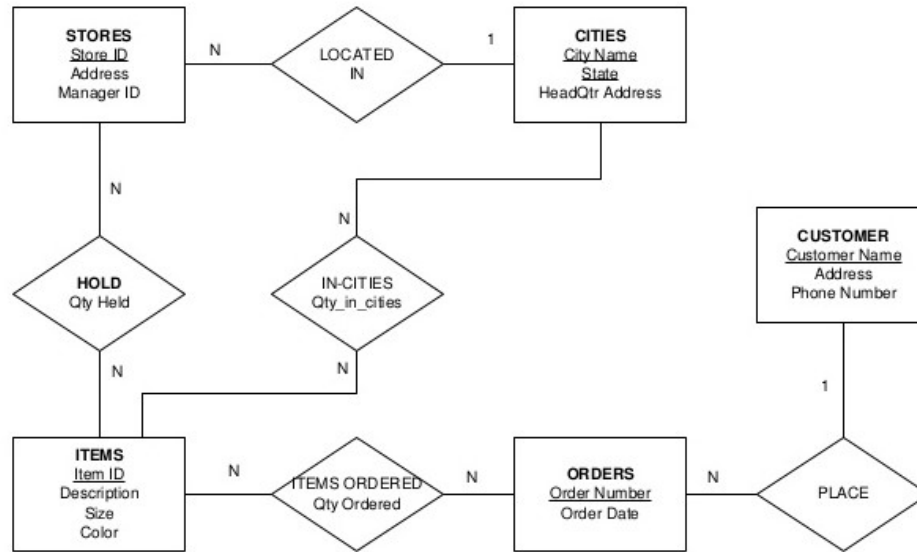 STORES
Store ID
Address
Manager ID
N
LOCATED
IN
1
CITIES
City Name
State
HeadQtr Address
N
N
CUSTOMER
Customer Name
Address
Phone Number
HOLD
Qty Held
IN-CITIES
Qty_in_cities
N
N
1
ITEMS
Item ID
Description
Size
Color
N
ITEMS ORDERED
Qty Ordered
N
ORDERS
Order Number
Order Date
N
PLACE